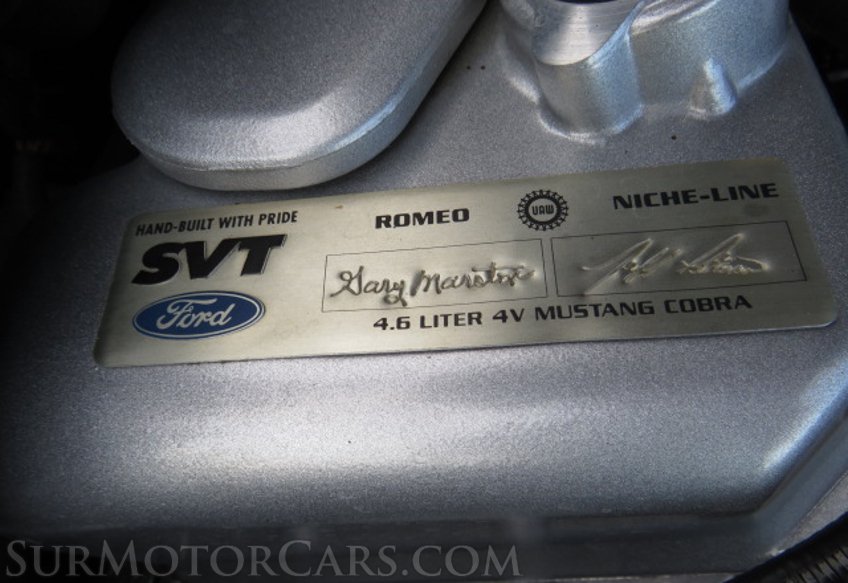 HAND-BUILT WITH PRIDE
ROMEO
UAW
NICHE-LINE
SVT
Ford
Gary
4.6 LITER 4V MUSTANG COBRA
SurMotorCars.com